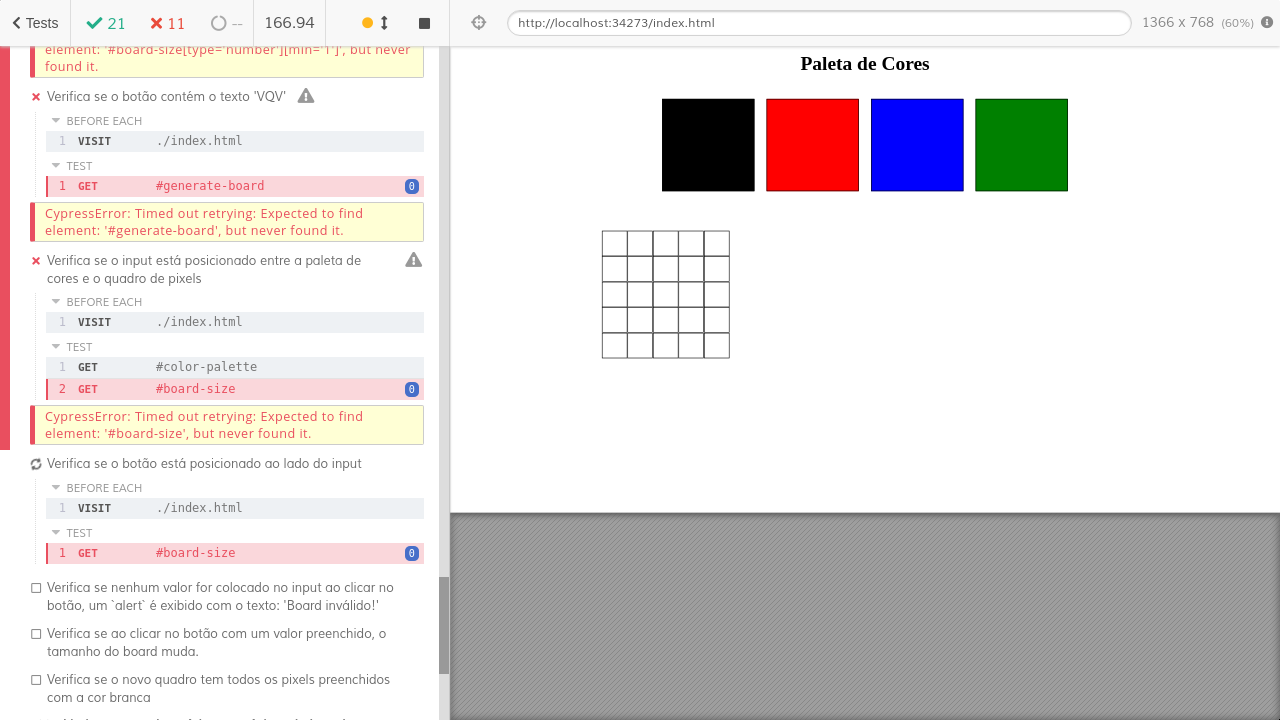 Tests 21 11 -- 166.94 http://localhost:34273/index.html 1366 x 768 (60%)
element: '#board-size[type='number'][min='1']', but never
found it.
Verifica se o botão contém o texto 'VQV'
BEFORE EACH
1 VISIT ./index.html
TEST
1 GET #generate-board 0
CypressError: Timed out retrying: Expected to find
element: '#generate-board', but never found it.
Verifica se o input está posicionado entre a paleta de
cores e o quadro de pixels
BEFORE EACH
1 VISIT ./index.html
TEST
1 GET #color-palette
2 GET #board-size 0
CypressError: Timed out retrying: Expected to find
element: '#board-size', but never found it.
Verifica se o botão está posicionado ao lado do input
BEFORE EACH
1 VISIT ./index.html
TEST
1 GET #board-size 0
Verifica se nenhum valor for colocado no input ao clicar no
botão, um `alert` é exibido com o texto: 'Board inválido!'
Verifica se ao clicar no botão com um valor preenchido, o
tamanho do board muda.
Verifica se o novo quadro tem todos os pixels preenchidos
com a cor branca
Paleta de Cores